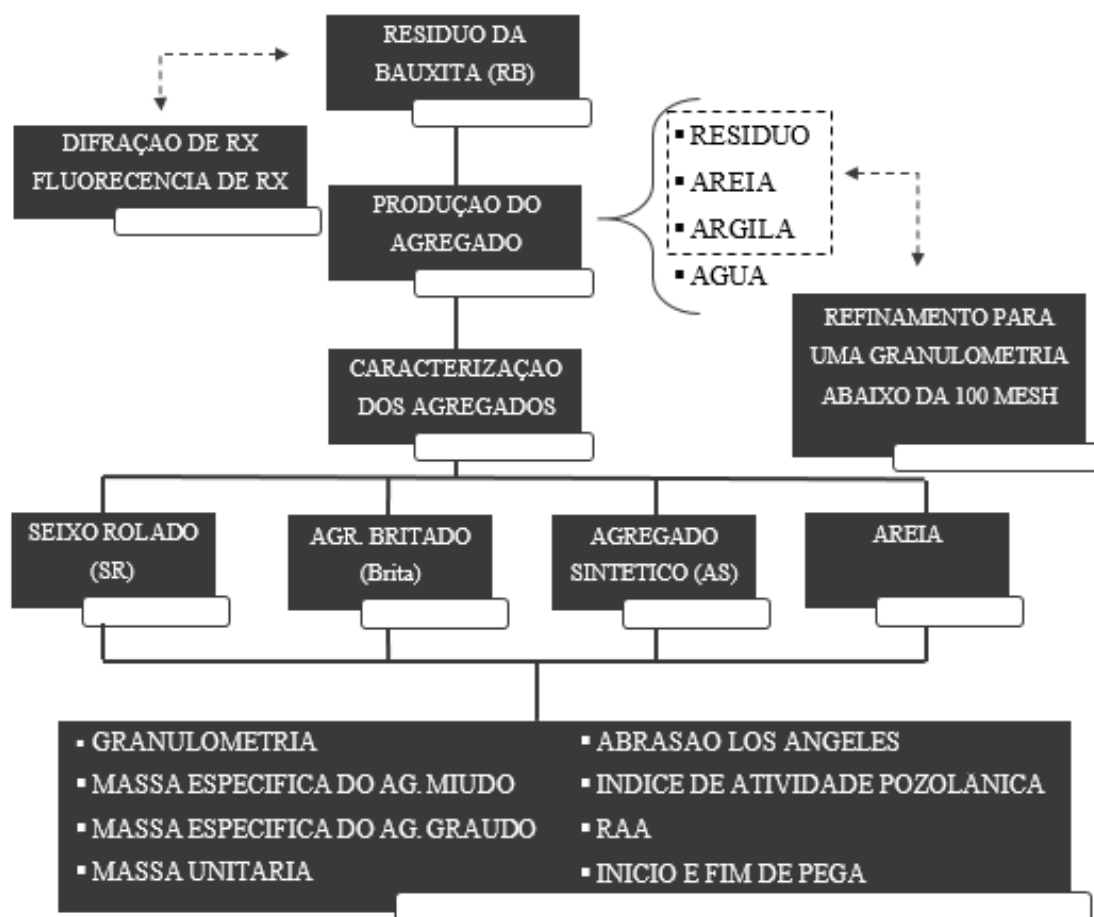 RESIDUO DA
BAUXITA (RB)
DIFRAÇAO DE RX
FLUORECENCIA DE RX
PRODUÇAO DO
AGREGADO
▪ RESIDUO
▪ AREIA
▪ ARGILA
▪ AGUA
REFINAMENTO PARA
UMA GRANULOMETRIA
ABAIXO DA 100 MESH
CARACTERIZAÇAO
DOS AGREGADOS
SEIXO ROLADO
(SR)
AGR. BRITADO
(Brita)
AGREGADO
SINTETICO (AS)
AREIA
▪ GRANULOMETRIA
▪ MASSA ESPECIFICA DO AG. MIUDO
▪ MASSA ESPECIFICA DO AG. GRAUDO
▪ MASSA UNITARIA
▪ ABRASAO LOS ANGELES
▪ INDICE DE ATIVIDADE POZOLANICA
▪ RAA
▪ INICIO E FIM DE PEGA